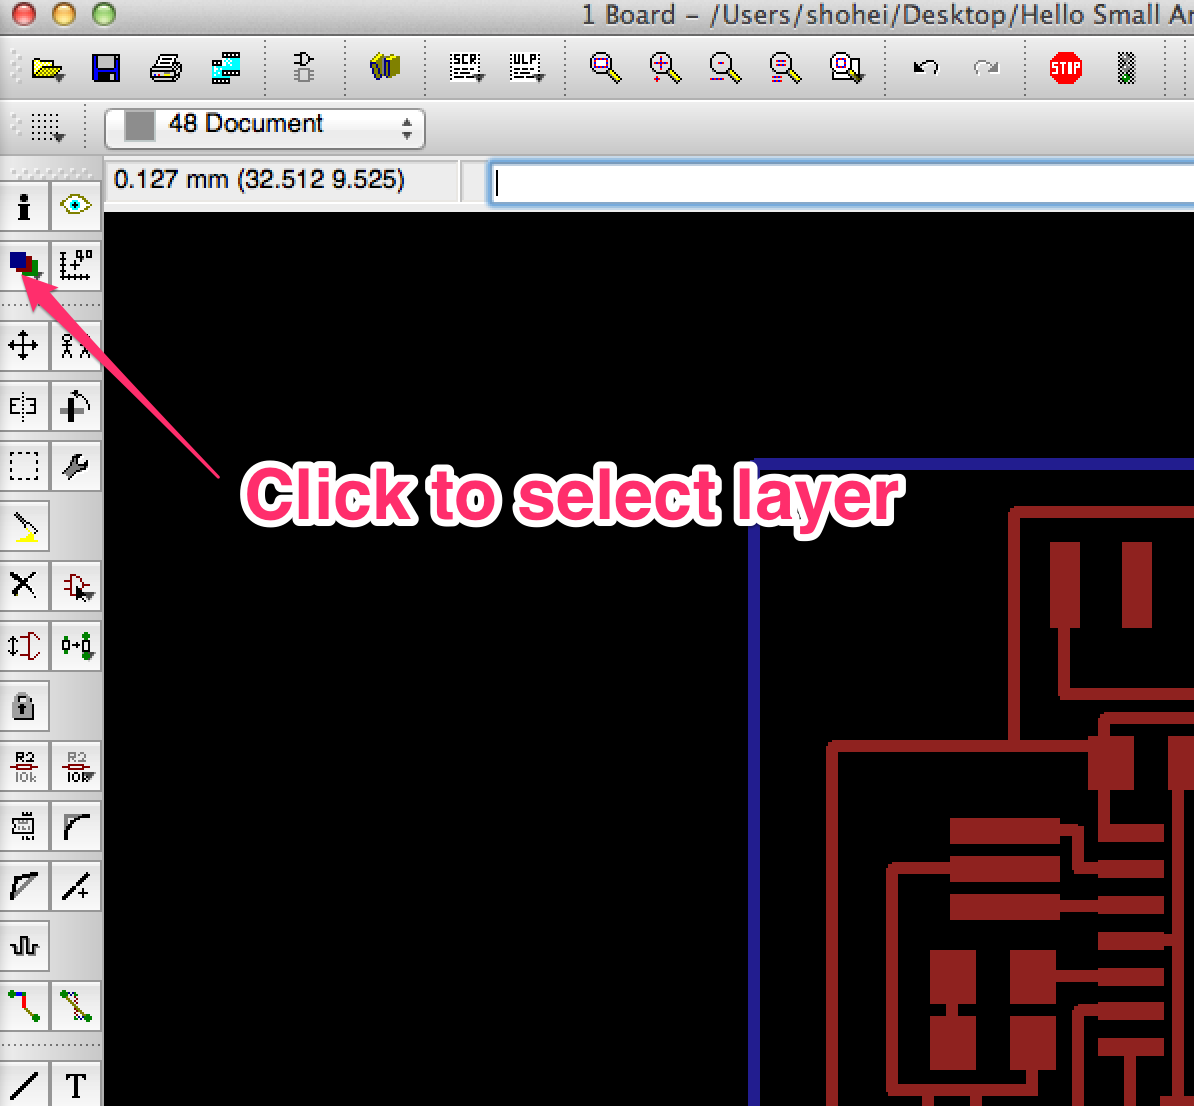 1 Board - /Users/shohei/Desktop/Hello Small
SCR
ULP
STOP
48 Document
0.127 mm (32.512 9.525)
i
Click to select layer
R2
10k
R2
10k
T